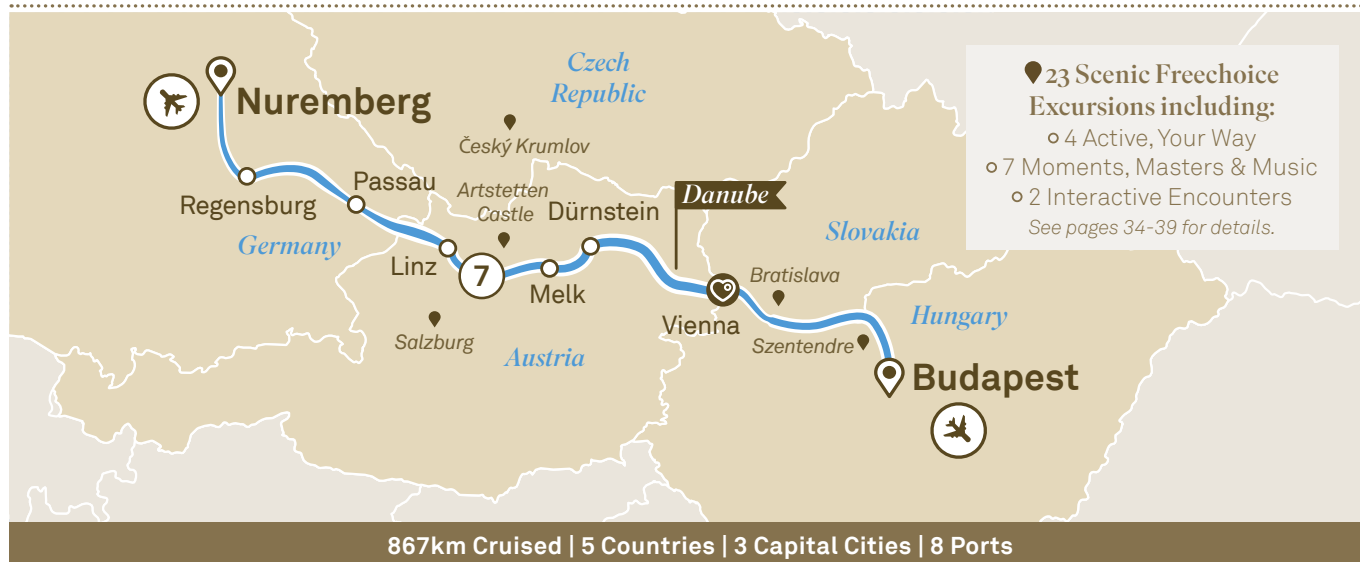 Nuremberg
Czech
Republic
Český Krumlov
Regensburg
Passau
Germany
Artstetten
Castle
Linz
7
Dürnstein
Melk
Danube
Salzburg
Austria
Vienna
Slovakia
Bratislava
Szentendre
Hungary
Budapest
23 Scenic Freechoice
Excursions including:
4 Active, Your Way
7 Moments, Masters & Music
2 Interactive Encounters
See pages 34-39 for details.
867km Cruised | 5 Countries | 3 Capital Cities | 8 Ports